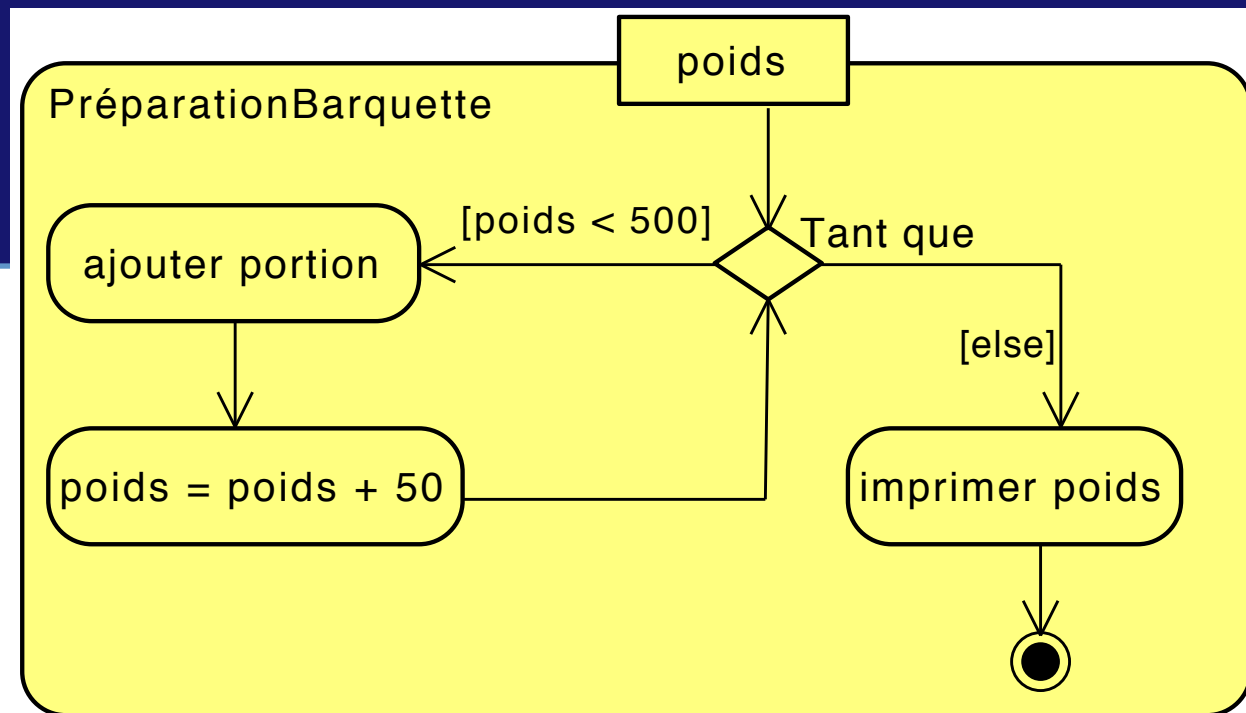 poids
PréparationBarquette
[poids < 500]
Tant que
ajouter portion
[else]
poids = poids + 50
imprimer poids